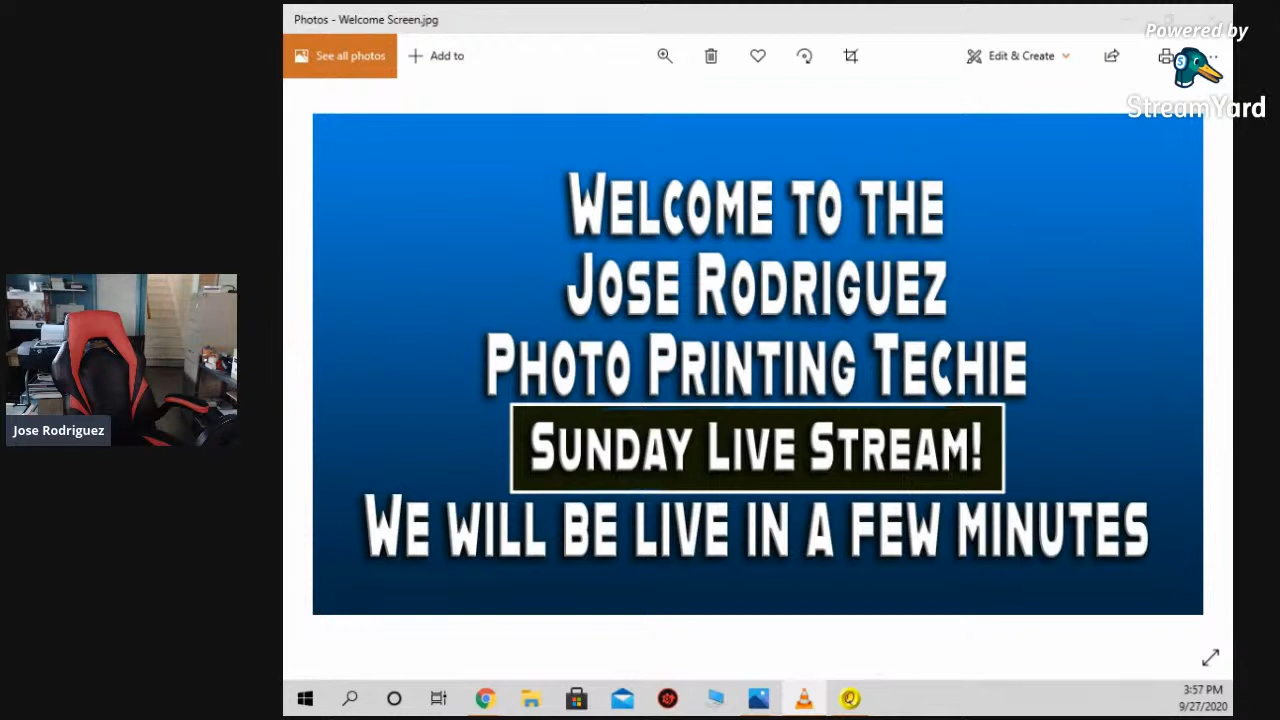 Photos - Welcome Screen.jpg
Powered by
See all photos
Add to
Edit & Create
StreamYard
WELCOME TO THE
JOSE RODRIGUEZ
PHOTO PRINTING TECHIE
SUNDAY LIVE STREAM!
WE WILL BE LIVE IN A FEW MINUTES
Jose Rodriguez
3:57 PM
9/27/2020